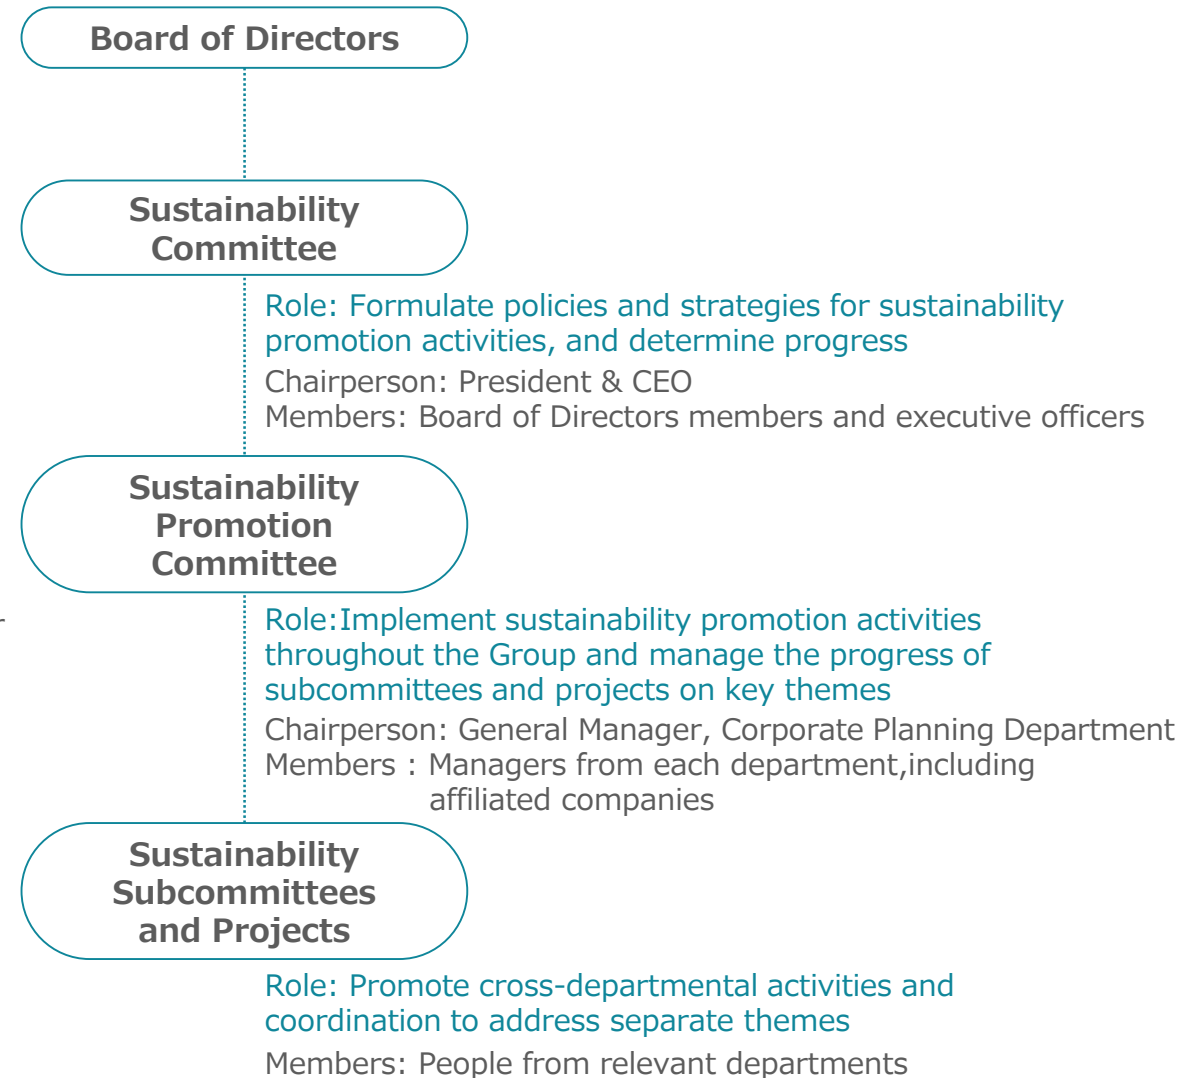 Board of Directors
Sustainability
Committee
Role: Formulate policies and strategies for sustainability
promotion activities, and determine progress
Chairperson: President & CEO
Members: Board of Directors members and executive officers
Sustainability
Promotion
Committee
Role:Implement sustainability promotion activities
throughout the Group and manage the progress of
subcommittees and projects on key themes
Chairperson: General Manager, Corporate Planning Department
Members : Managers from each department,including
affiliated companies
Sustainability
Subcommittees
and Projects
Role: Promote cross-departmental activities and
coordination to address separate themes
Members: People from relevant departments